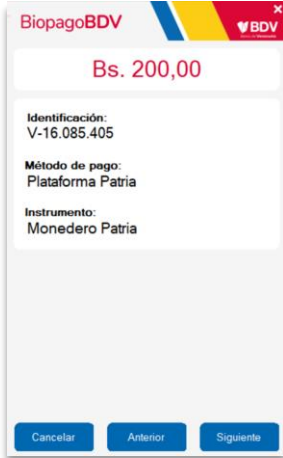 BiopagoBDV
BDV
Bs. 200,00
Identificación:
V-16.085.405
Método de pago:
Plataforma Patria
Instrumento:
Monedero Patria
Cancelar
Anterior
Siguiente